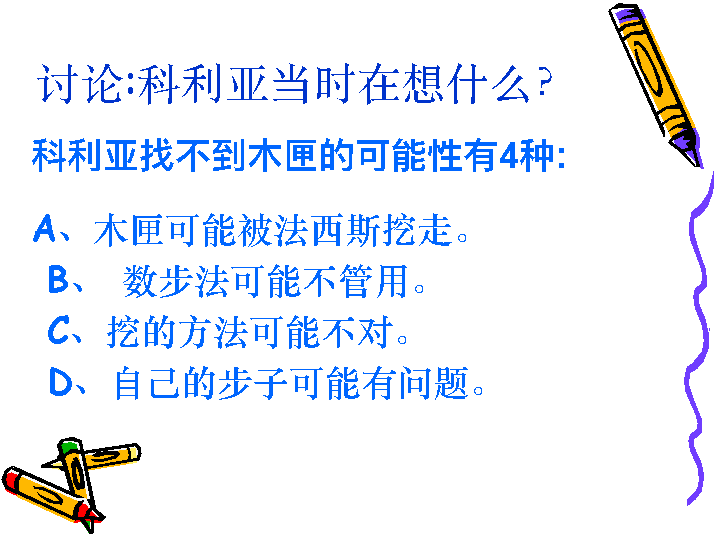 讨论:科利亚当时在想什么?
科利亚找不到木匣的可能性有4种:
A、木匣可能被法西斯挖走。
B、 数步法可能不管用。
C、挖的方法可能不对。
D、自己的步子可能有问题。